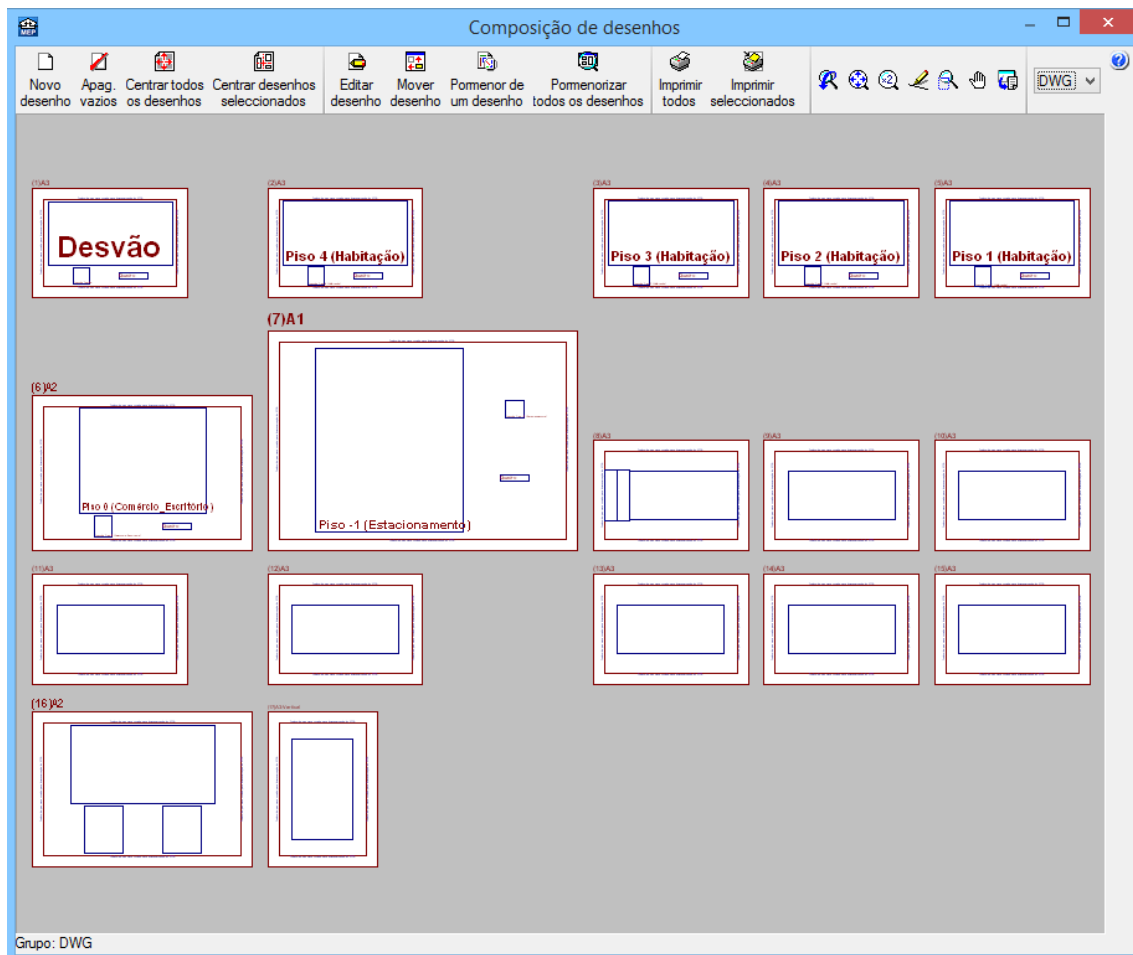 MEP
Composição de desenhos
Novo desenho
Apag. vazios
Centrar todos os desenhos
Centrar desenhos seleccionados
Editar desenho
Mover desenho
Pormenor de um desenho
Pormenorizar todos os desenhos
Imprimir todos
Imprimir seleccionados
x2
DWG
(1)A3
(2)A3
(3)A3
(4)A3
(5)A3
Desvão
Piso 4 (Habitação)
Piso 3 (Habitação)
Piso 2 (Habitação)
Piso 1 (Habitação)
(7)A1
(6)A2
Piso 0 (Comércio_Escritório)
Piso -1 (Estacionamento)
(8)A3
(9)A3
(10)A3
(11)A3
(12)A3
(13)A3
(14)A3
(15)A3
(16)A2
Grupo: DWG